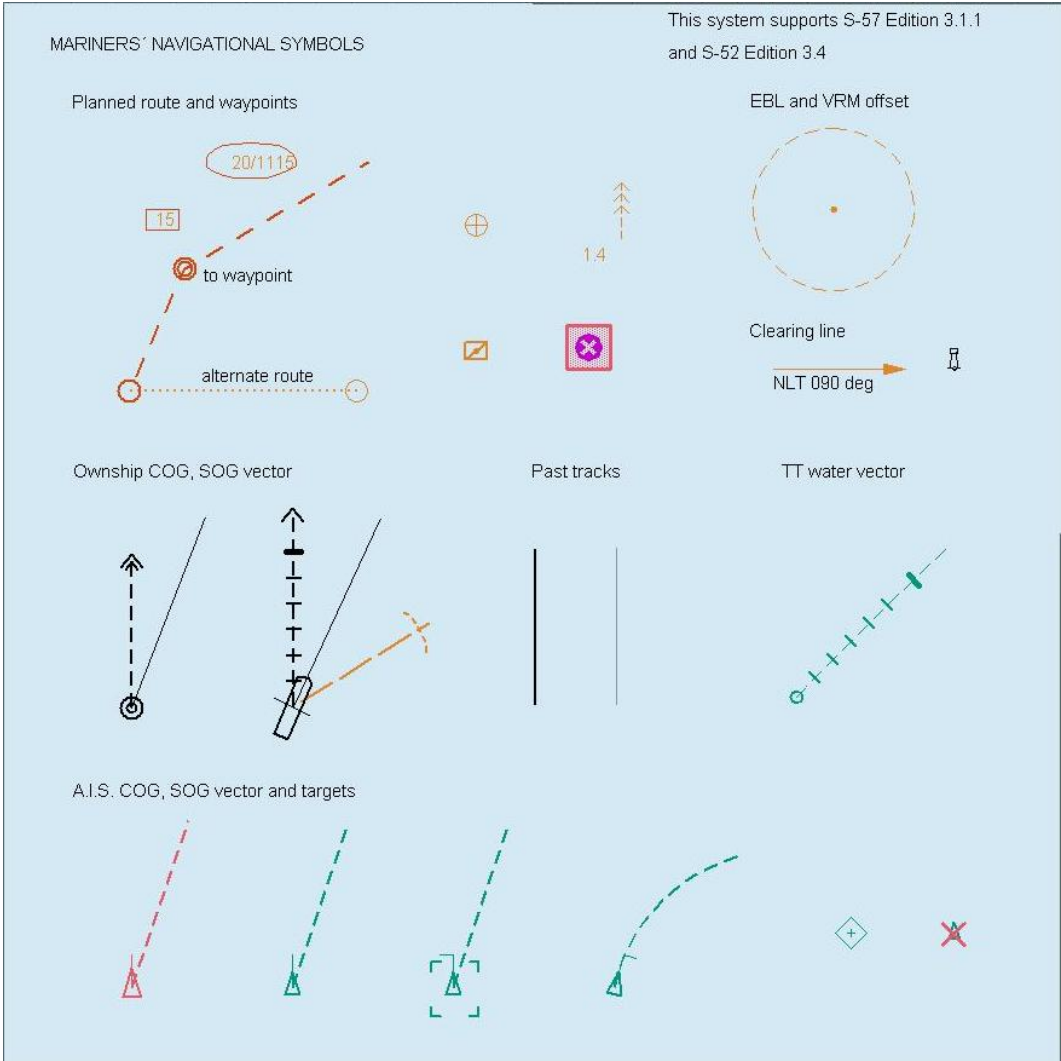 This system supports S-57 Edition 3.1.1
and S-52 Edition 3.4
MARINERS´ NAVIGATIONAL SYMBOLS
Planned route and waypoints
EBL and VRM offset
20/1115
15
1.4
to waypoint
Clearing line
alternate route
NLT 090 deg
Ownship COG, SOG vector
Past tracks
TT water vector
A.I.S. COG, SOG vector and targets